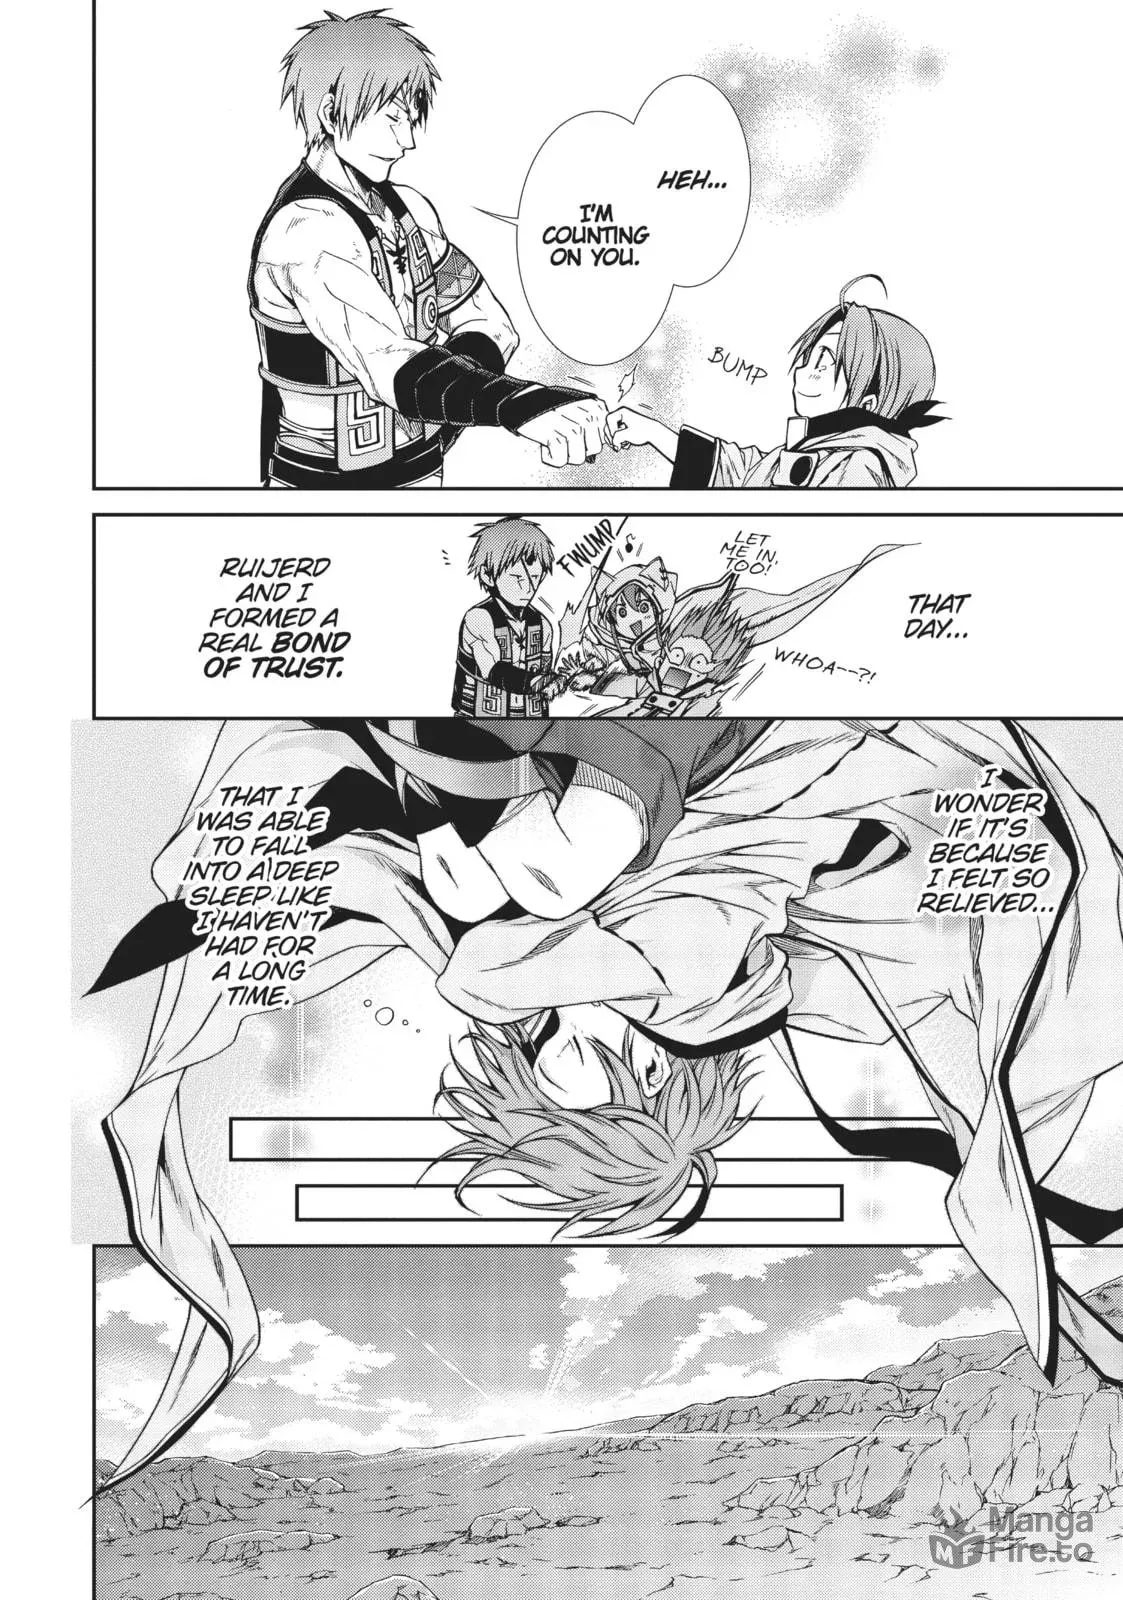 HEH...
I'M
COUNTING
ON YOU.
BUMP
THAT
DAY...
LET
ME IN,
TOO!
WHOA--?!
FWUMP
RUIJERD
AND I
FORMED A
REAL BOND
OF TRUST.
I
WONDER
IF IT'S
BECAUSE
I FELT SO
RELIEVED...
THAT I
WAS ABLE
TO FALL
INTO A DEEP
SLEEP LIKE
I HAVEN'T
HAD FOR
A LONG
TIME.
Manga
Fire.to
MF